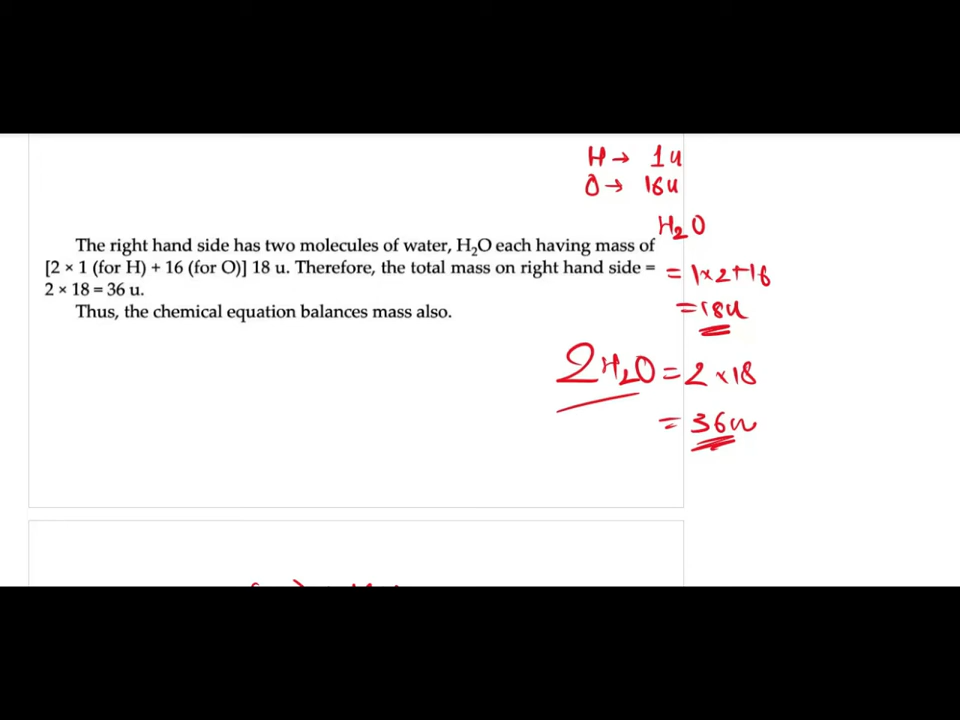 H → 1u
O → 16u
H₂O
The right hand side has two molecules of water, H₂O each having mass of
[2 × 1 (for H) + 16 (for O)] 18 u. Therefore, the total mass on right hand side =
= 1×2+16
2 × 18 = 36 u.
= 18u
Thus, the chemical equation balances mass also.
2H₂O = 2 × 18
= 36u